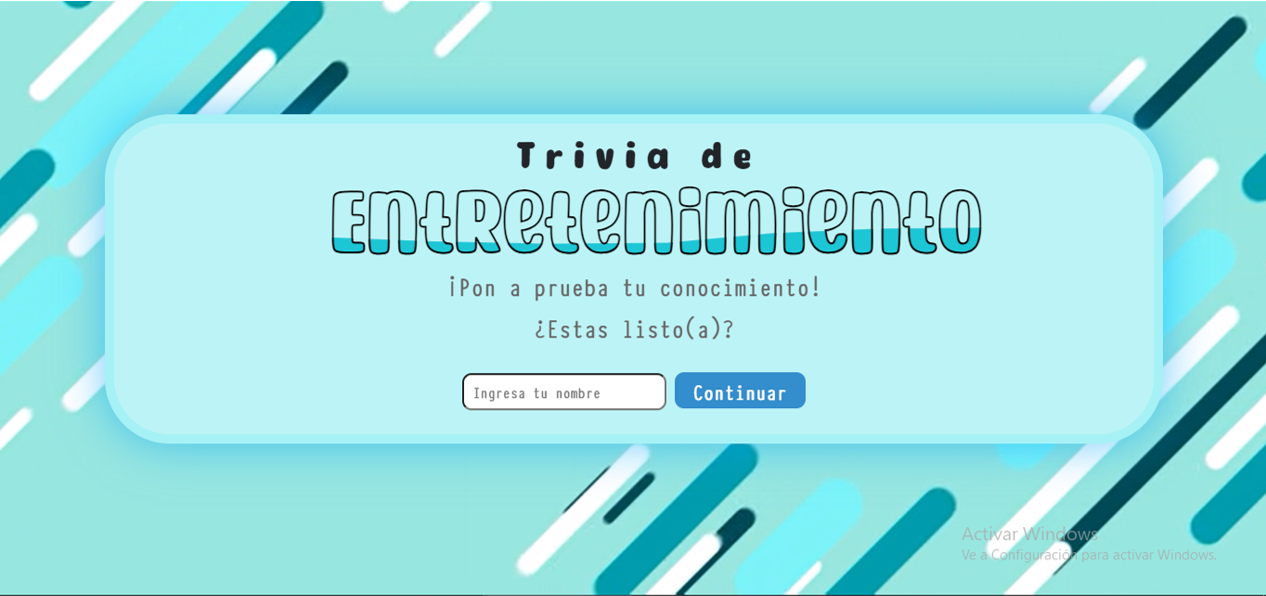 Trivia de
Entretenimiento
¡Pon a prueba tu conocimiento!
¿Estas listo(a)?
Ingresa tu nombre
Continuar
Activar Windows
Ve a Configuración para activar Windows.